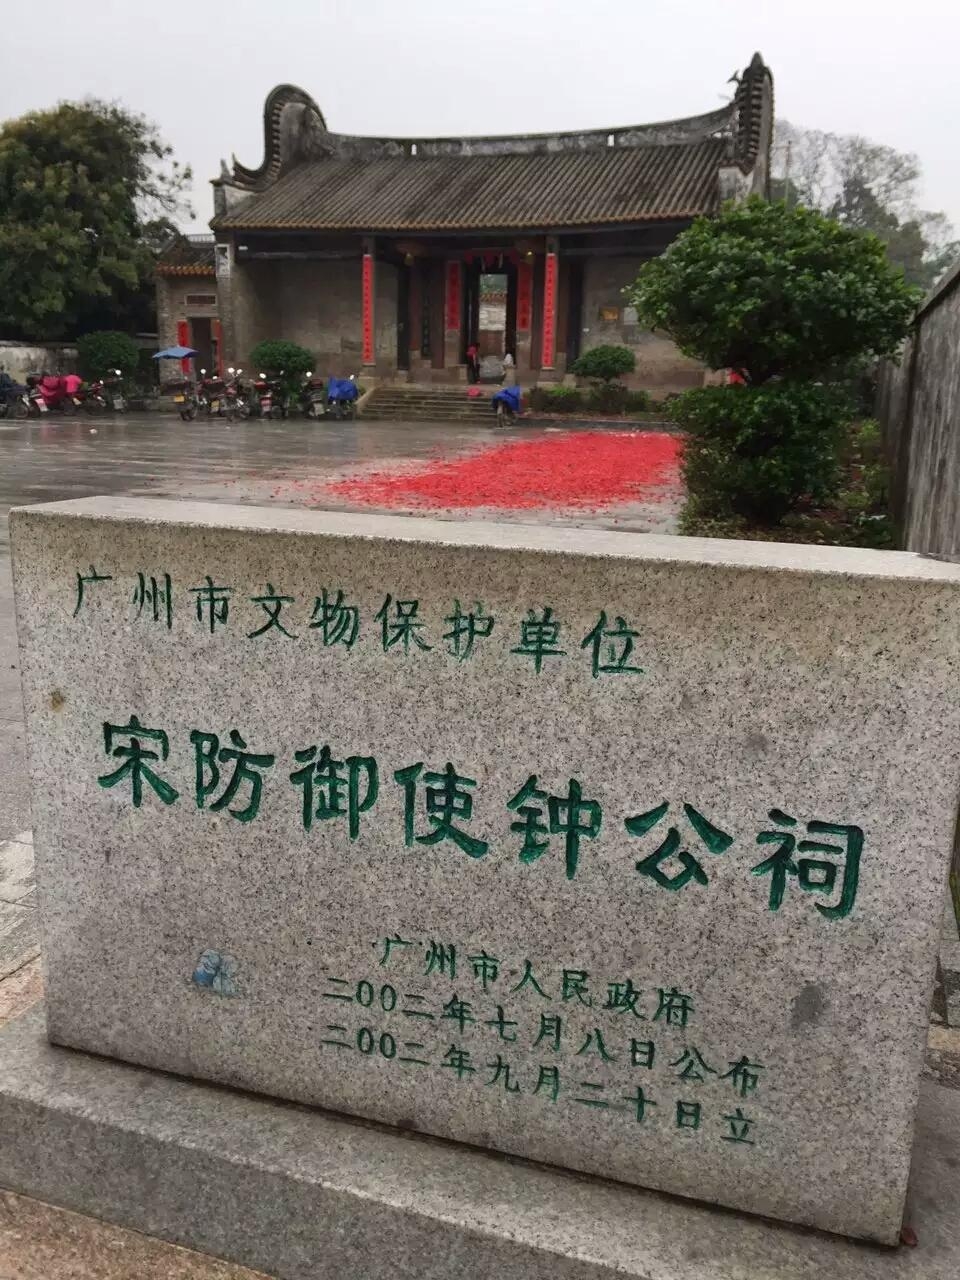 广州市文物保护单位
宋防御使钟公祠
广州市人民政府
二00二年七月八日公布
二00二年九月二十日立